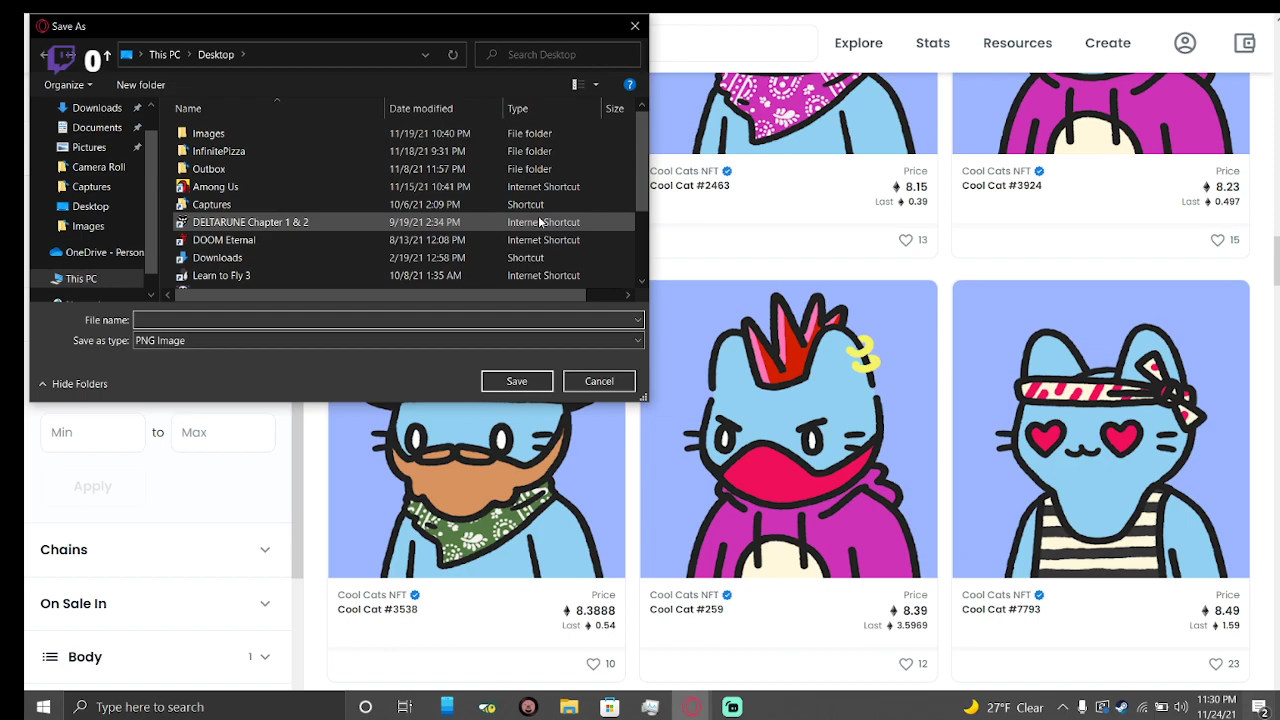 Save As
0↑
This PC > Desktop >
Search Desktop
Organize
New folder
Downloads
Documents
Pictures
Camera Roll
Captures
Desktop
Images
OneDrive - Person
This PC
Name Date modified Type Size
Images 11/19/21 10:40 PM File folder
InfinitePizza 11/18/21 9:31 PM File folder
Outbox 11/8/21 11:57 PM File folder
Among Us 11/15/21 10:41 PM Internet Shortcut
Captures 10/6/21 2:09 PM Shortcut
DELTARUNE Chapter 1 & 2 9/19/21 2:34 PM Internet Shortcut
DOOM Eternal 8/13/21 12:08 PM Internet Shortcut
Downloads 2/19/21 12:58 PM Shortcut
Learn to Fly 3 10/8/21 1:35 AM Internet Shortcut
File name:
Save as type: PNG Image
Hide Folders
Save
Cancel
Explore Stats Resources Create
Cool Cats NFT Price
Cool Cat #2463 8.15
Last 0.39
13
Cool Cats NFT Price
Cool Cat #3924 8.23
Last 0.497
15
Min to Max
Apply
Chains
On Sale In
Body 1
Cool Cats NFT Price
Cool Cat #3538 8.3888
Last 0.54
10
Cool Cats NFT Price
Cool Cat #259 8.39
Last 3.5969
12
Cool Cats NFT Price
Cool Cat #7793 8.49
Last 1.59
23
Type here to search
27°F Clear
11:30 PM
11/24/21
2